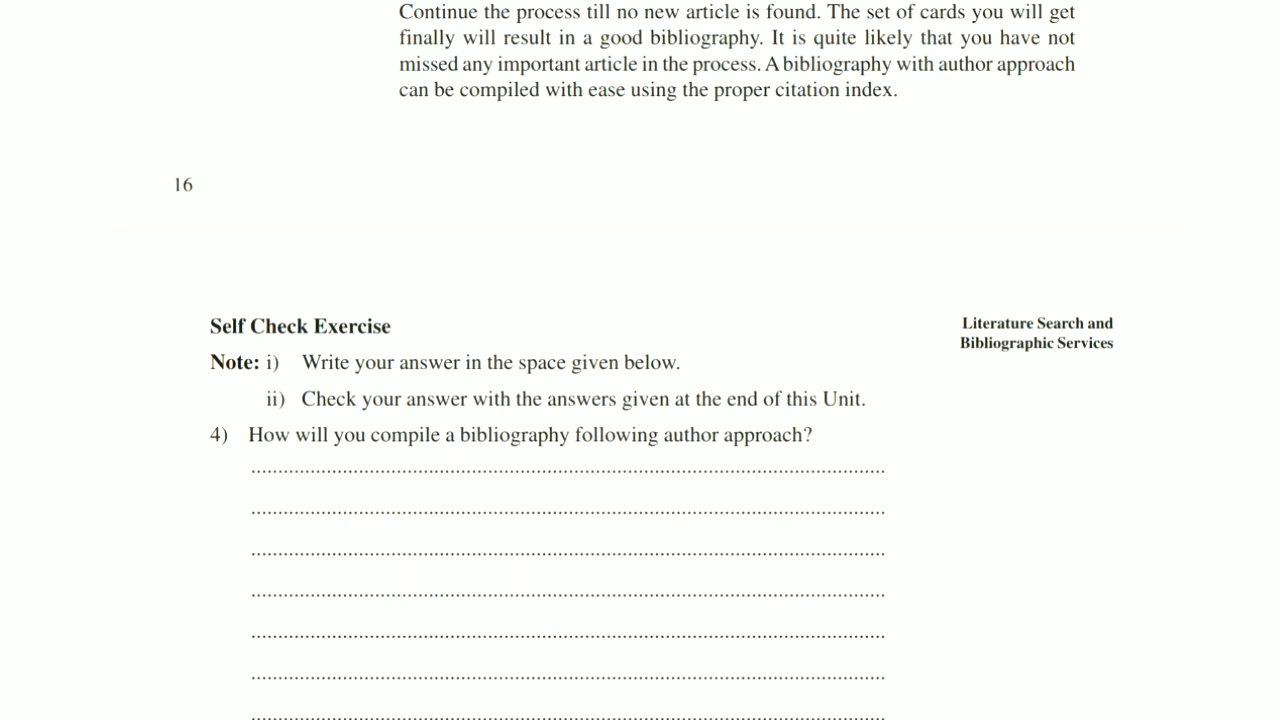 Continue the process till no new article is found. The set of cards you will get
finally will result in a good bibliography. It is quite likely that you have not
missed any important article in the process. A bibliography with author approach
can be compiled with ease using the proper citation index.
16
Self Check Exercise
Literature Search and
Bibliographic Services
Note: i) Write your answer in the space given below.
ii) Check your answer with the answers given at the end of this Unit.
4) How will you compile a bibliography following author approach?